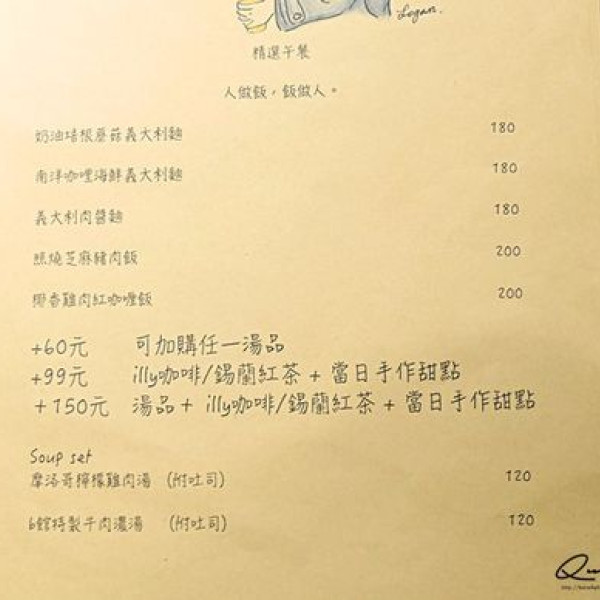 Logan.
精選午餐
人做飯，飯做人。
奶油培根蘑菇義大利麵 180
南洋咖哩海鮮義大利麵 180
義大利肉醬麵 180
照燒芝麻豬肉飯 200
椰香雞肉紅咖喱飯 200
+60元 可加購任一湯品
+99元 illy咖啡/錫蘭紅茶 + 當日手作甜點
+150元 湯品 + illy咖啡/錫蘭紅茶 + 當日手作甜點
Soup set
摩洛哥檸檬雞肉湯 (附吐司) 120
6館特製牛肉濃湯 (附吐司) 120